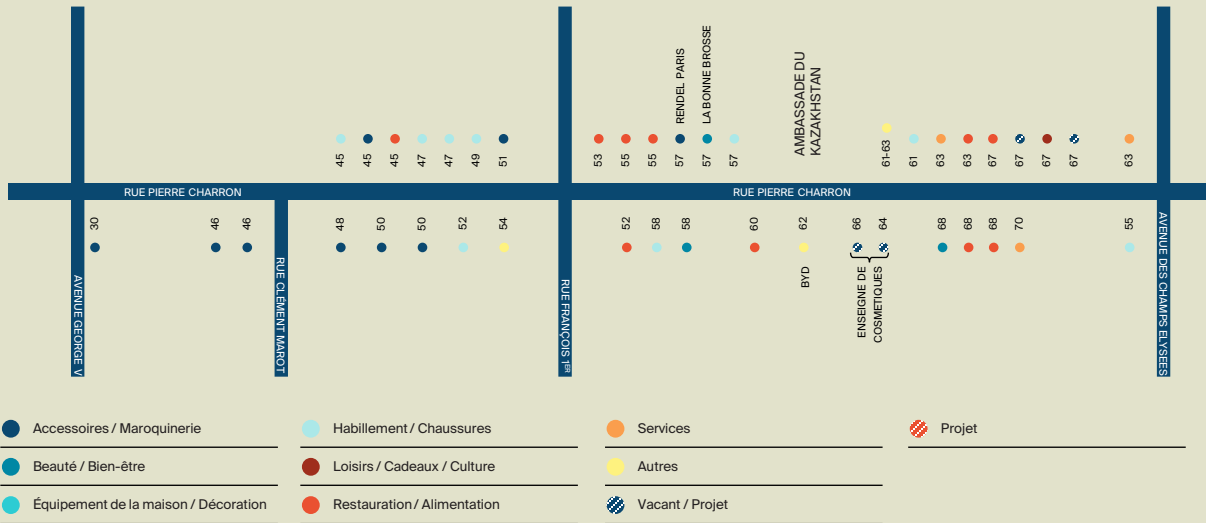 RENDEL PARIS
LA BONNE BROSSE
AMBASSADE DU
KAZAKHSTAN
45
45
45
47
47
49
51
53
55
55
57
57
57
61-63
61
63
63
67
67
67
67
63
RUE PIERRE CHARRON
RUE PIERRE CHARRON
30
46
46
48
50
50
52
54
52
58
58
60
62
66
64
68
68
68
70
55
AVENUE GEORGE V
RUE CLÉMENT MAROT
RUE FRANÇOIS 1ER
BYD
ENSEIGNE DE
COSMETIQUES
AVENUE DES CHAMPS ELYSEES
Accessoires / Maroquinerie
Habillement / Chaussures
Services
Projet
Beauté / Bien-être
Loisirs / Cadeaux / Culture
Autres
Équipement de la maison / Décoration
Restauration / Alimentation
Vacant / Projet